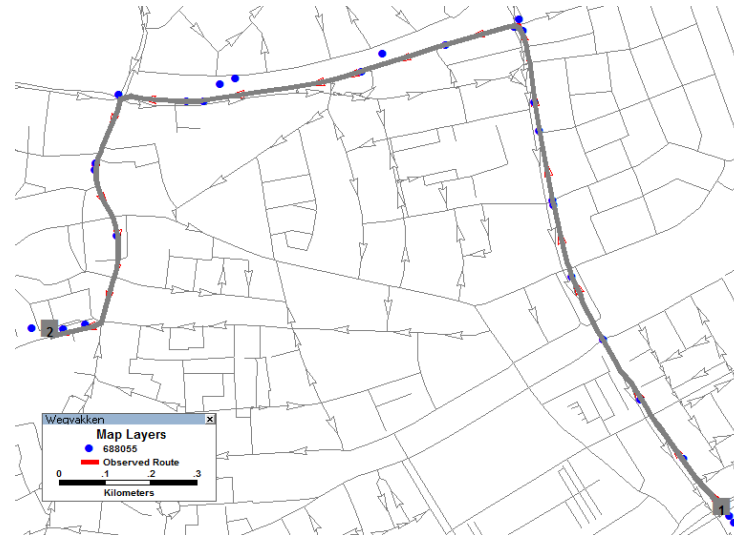 2
1
Wegvakken
Map Layers
688055
Observed Route
0 .1 .2 .3
Kilometers